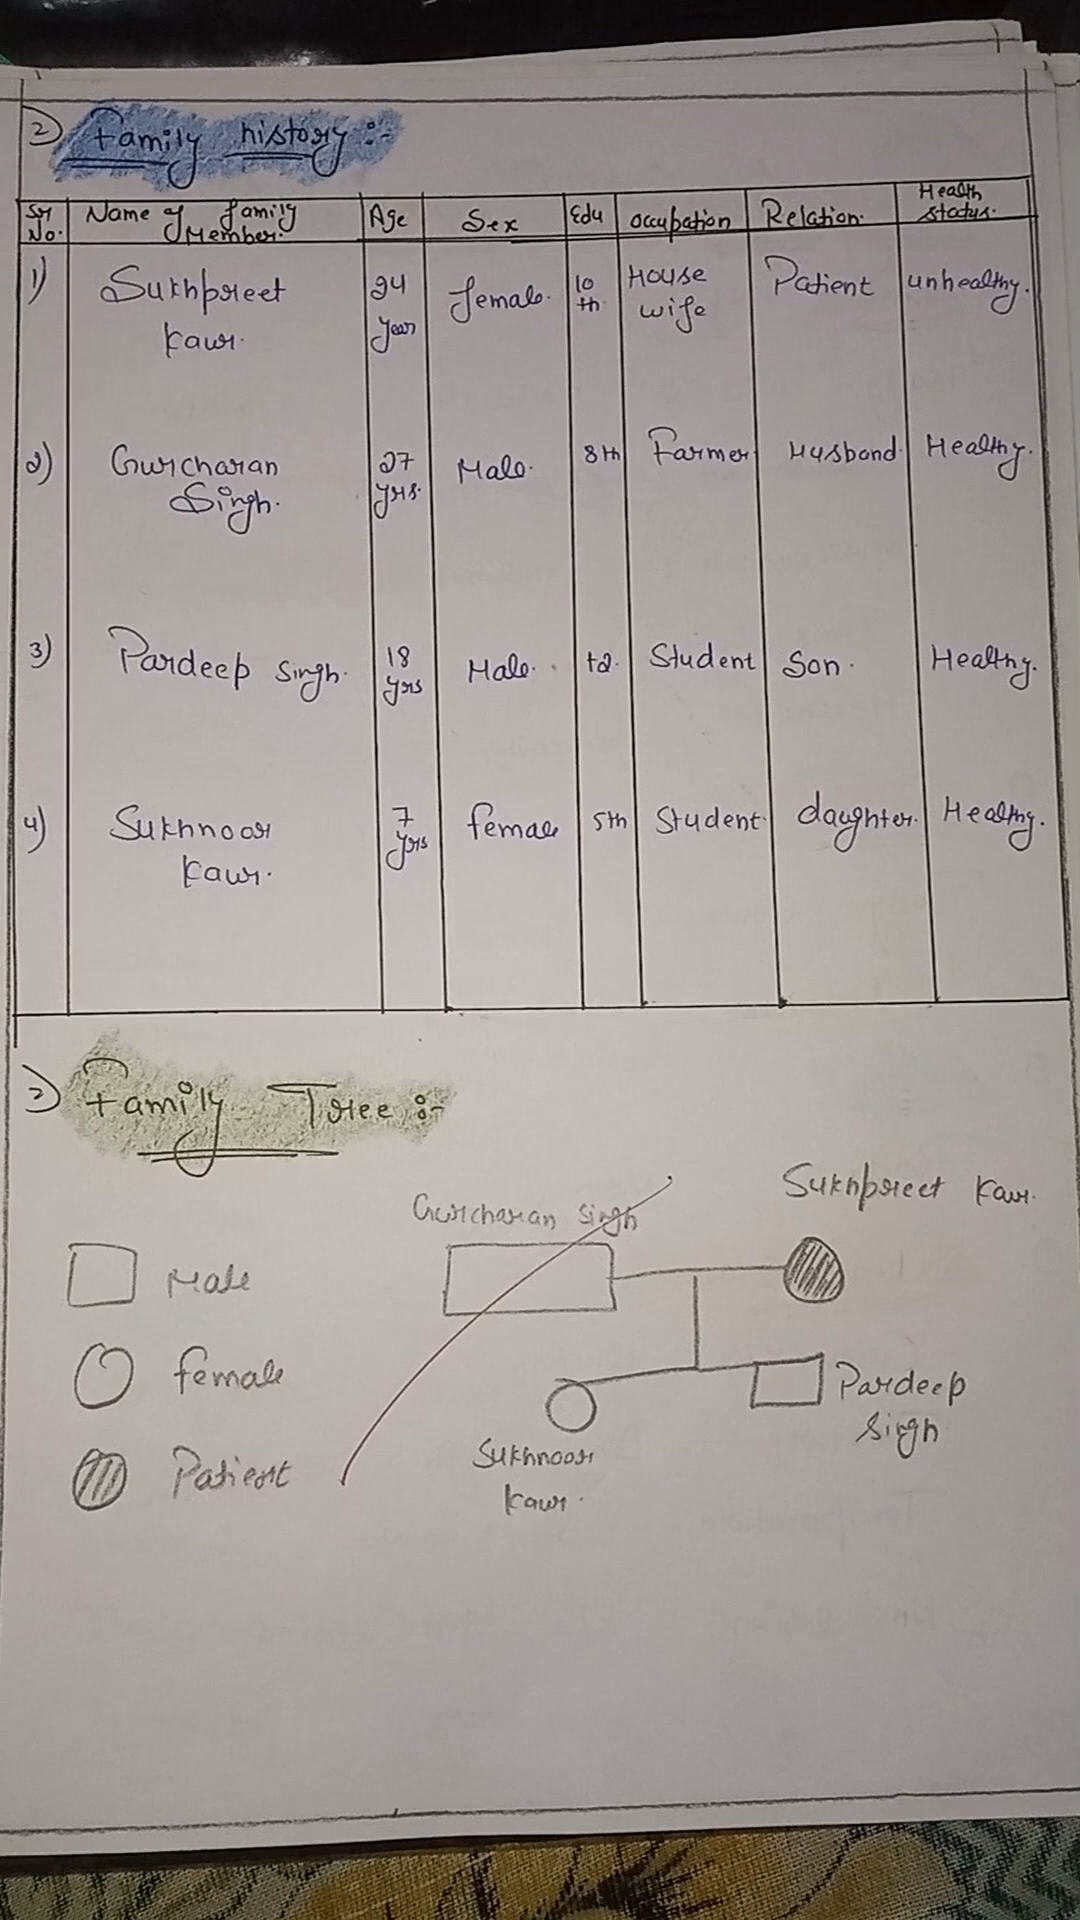 2) Family history :-
Sr No. Name of family Member. Age Sex Edu occupation Relation. Health status.
1) Sukhpreet Kaur. 24 year female. 10 th. House wife Patient unhealthy.
2) Gurcharan Singh. 27 yrs. Male. 8th Farmer Husband Healthy.
3) Pardeep Singh. 18 yrs Male. +2. Student Son. Healthy.
4) Sukhnoor Kaur. 7 yrs female 5th Student. daughter. Healthy.
2) Family Tree :-
Sukhpreet Kaur.
Gurcharan Singh
Male
female
Pardeep
Singh
Sukhnoor
Kaur.
Patient